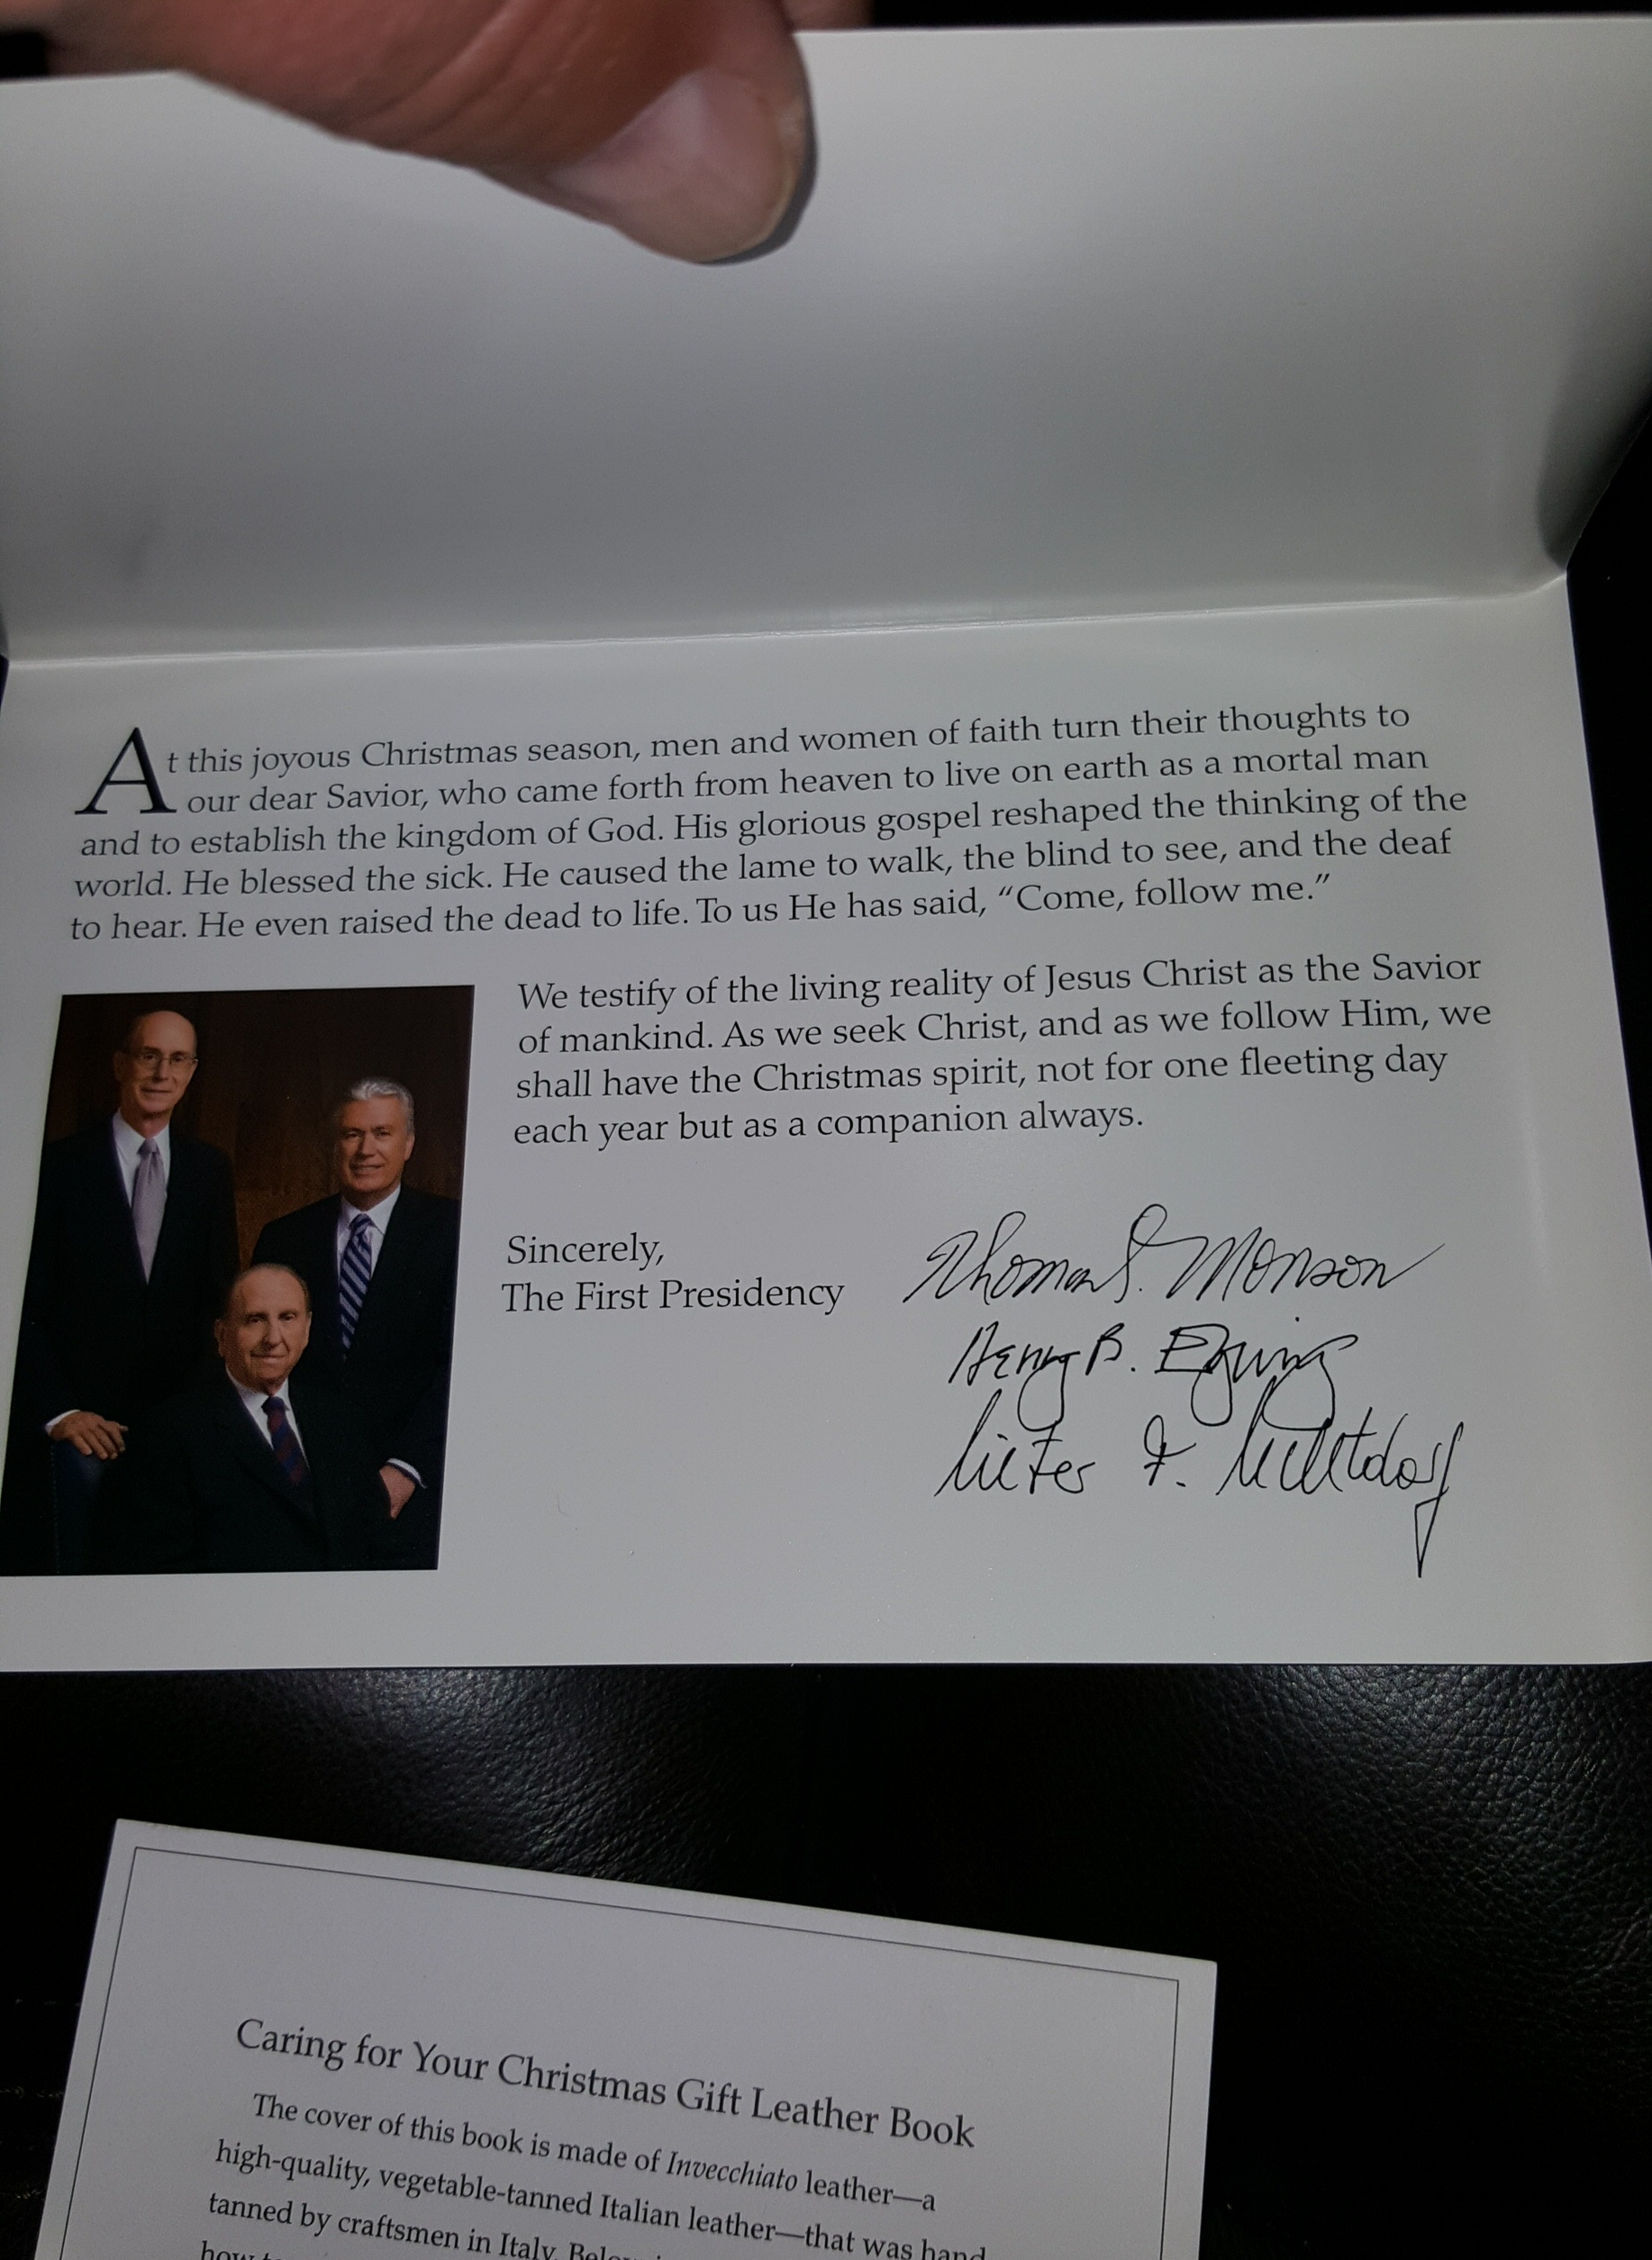 At this joyous Christmas season, men and women of faith turn their thoughts to
our dear Savior, who came forth from heaven to live on earth as a mortal man
and to establish the kingdom of God. His glorious gospel reshaped the thinking of the
world. He blessed the sick. He caused the lame to walk, the blind to see, and the deaf
to hear. He even raised the dead to life. To us He has said, “Come, follow me.”
We testify of the living reality of Jesus Christ as the Savior
of mankind. As we seek Christ, and as we follow Him, we
shall have the Christmas spirit, not for one fleeting day
each year but as a companion always.
Sincerely,
The First Presidency
Thomas S. Monson
Henry B. Eyring
Dieter F. Uchtdorf
Caring for Your Christmas Gift Leather Book
The cover of this book is made of Invecchiato leather—a
high-quality, vegetable-tanned Italian leather—that was hand
tanned by craftsmen in Italy.
how